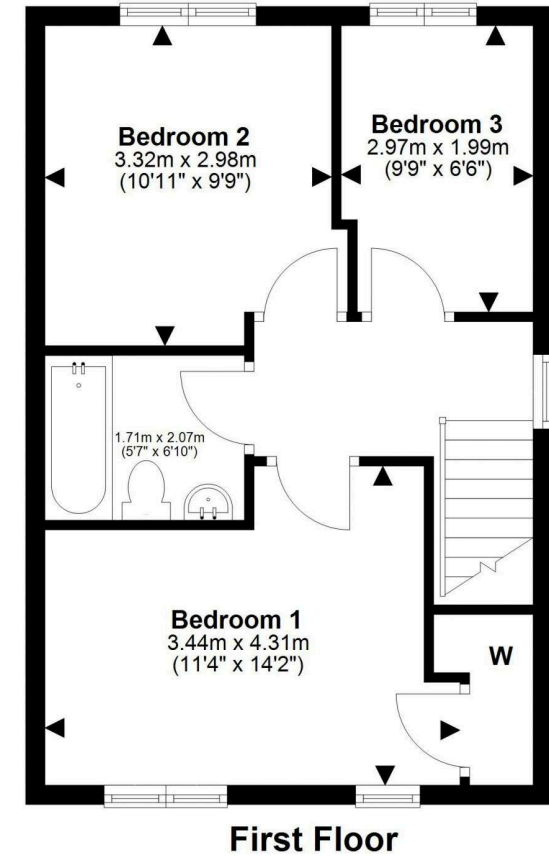 Bedroom 2
3.32m x 2.98m
(10'11" x 9'9")
Bedroom 3
2.97m x 1.99m
(9'9" x 6'6")
1.71m x 2.07m
(5'7" x 6'10")
Bedroom 1
3.44m x 4.31m
(11'4" x 14'2")
W
First Floor